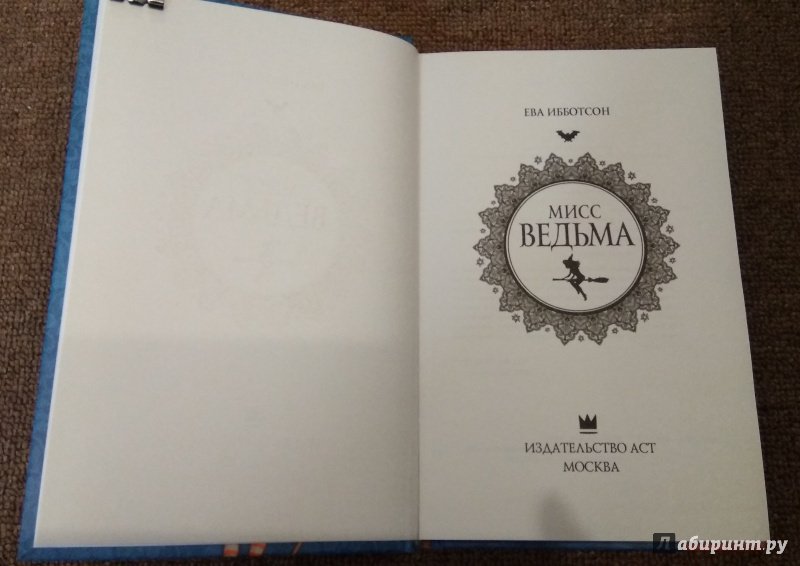 ЕВА ИББОТСОН
МИСС
ВЕДЬМА
ИЗДАТЕЛЬСТВО АСТ
МОСКВА
Лабиринт.ру